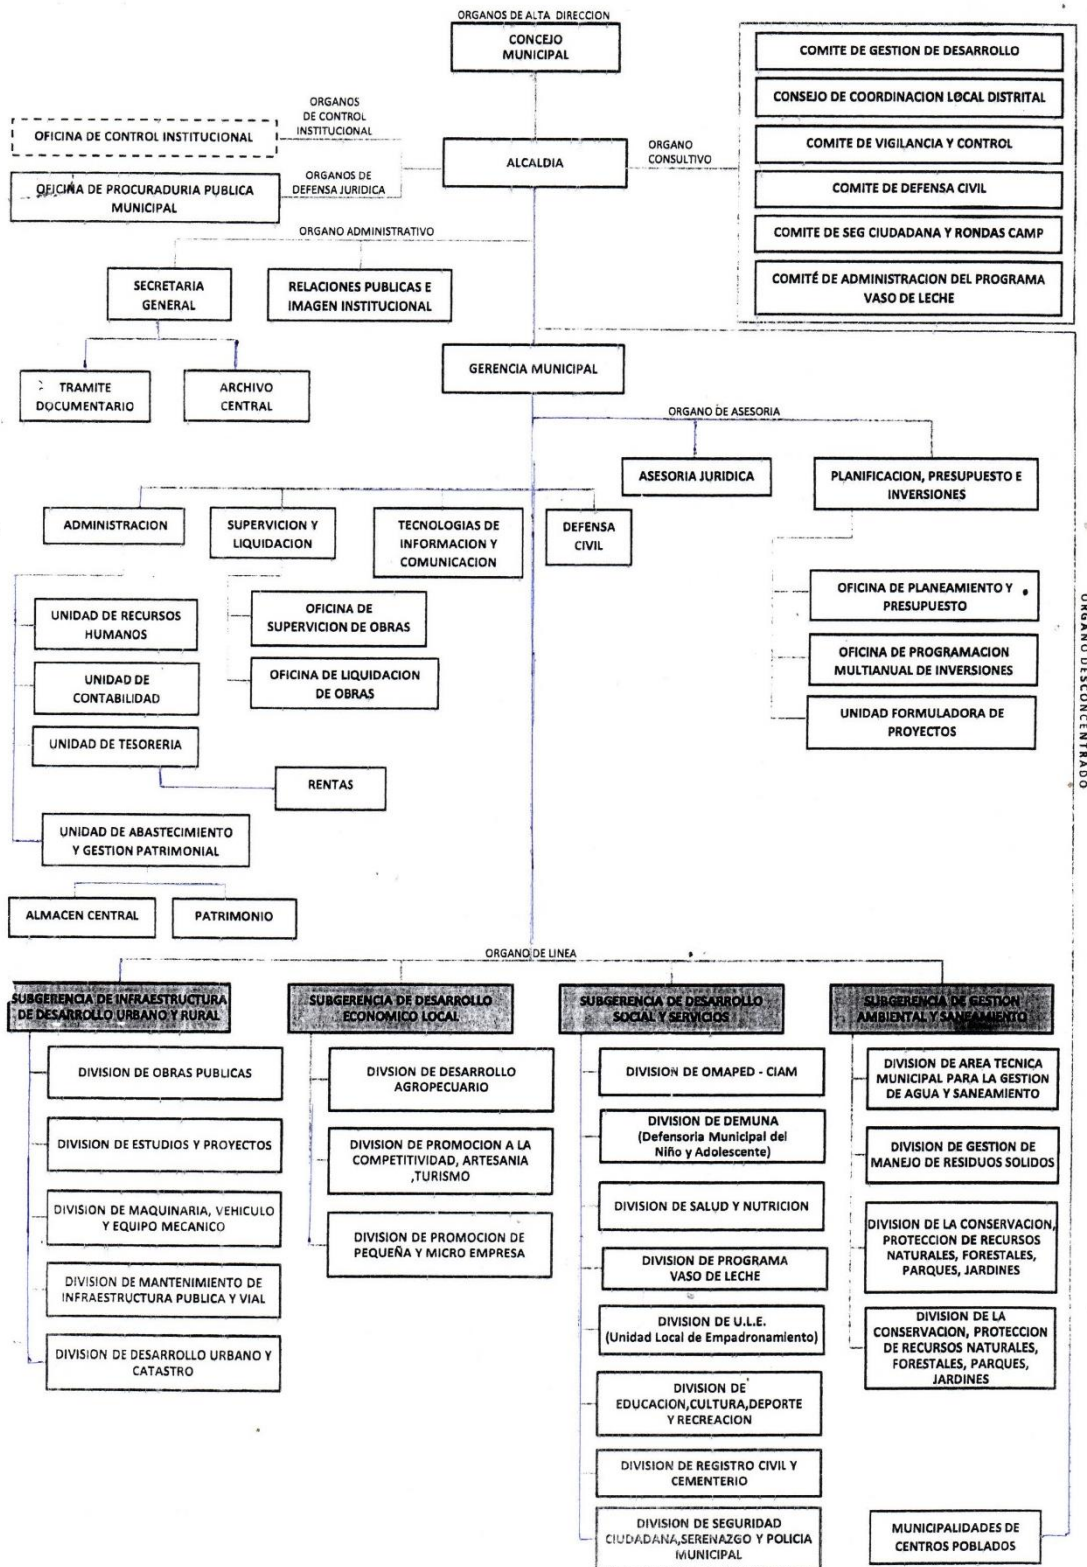 ORGANOS DE ALTA DIRECCION
CONCEJO
MUNICIPAL
COMITE DE GESTION DE DESARROLLO
CONSEJO DE COORDINACION LOCAL DISTRITAL
COMITE DE VIGILANCIA Y CONTROL
COMITE DE DEFENSA CIVIL
COMITE DE SEG CIUDADANA Y RONDAS CAMP
COMITÉ DE ADMINISTRACION DEL PROGRAMA
VASO DE LECHE
ORGANOS
DE CONTROL
INSTITUCIONAL
OFICINA DE CONTROL INSTITUCIONAL
ALCALDIA
ORGANO
CONSULTIVO
OFICINA DE PROCURADURIA PUBLICA
MUNICIPAL
ORGANOS DE
DEFENSA JURIDICA
ORGANO ADMINISTRATIVO
SECRETARIA
GENERAL
RELACIONES PUBLICAS E
IMAGEN INSTITUCIONAL
TRAMITE
DOCUMENTARIO
ARCHIVO
CENTRAL
GERENCIA MUNICIPAL
ORGANO DE ASESORIA
ASESORIA JURIDICA
PLANIFICACION, PRESUPUESTO E
INVERSIONES
ADMINISTRACION
SUPERVICION Y
LIQUIDACION
TECNOLOGIAS DE
INFORMACION Y
COMUNICACION
DEFENSA
CIVIL
UNIDAD DE RECURSOS
HUMANOS
UNIDAD DE
CONTABILIDAD
UNIDAD DE TESORERIA
RENTAS
UNIDAD DE ABASTECIMIENTO
Y GESTION PATRIMONIAL
ALMACEN CENTRAL
PATRIMONIO
OFICINA DE
SUPERVICION DE OBRAS
OFICINA DE LIQUIDACION
DE OBRAS
OFICINA DE PLANEAMIENTO Y
PRESUPUESTO
OFICINA DE PROGRAMACION
MULTIANUAL DE INVERSIONES
UNIDAD FORMULADORA DE
PROYECTOS
ORGANO DESCONCENTRADO
ORGANO DE LINEA
SUBGERENCIA DE INFRAESTRUCTURA
DE DESARROLLO URBANO Y RURAL
DIVISION DE OBRAS PUBLICAS
DIVISION DE ESTUDIOS Y PROYECTOS
DIVISION DE MAQUINARIA, VEHICULO
Y EQUIPO MECANICO
DIVISION DE MANTENIMIENTO DE
INFRAESTRUCTURA PUBLICA Y VIAL
DIVISION DE DESARROLLO URBANO Y
CATASTRO
SUBGERENCIA DE DESARROLLO
ECONOMICO LOCAL
DIVSION DE DESARROLLO
AGROPECUARIO
DIVISION DE PROMOCION A LA
COMPETITIVIDAD, ARTESANIA
,TURISMO
DIVISION DE PROMOCION DE
PEQUEÑA Y MICRO EMPRESA
SUBGERENCIA DE DESARROLLO
SOCIAL Y SERVICIOS
DIVISION DE OMAPED - CIAM
DIVISION DE DEMUNA
(Defensoria Municipal del
Niño y Adolescente)
DIVISION DE SALUD Y NUTRICION
DIVISION DE PROGRAMA
VASO DE LECHE
DIVISION DE U.L.E.
(Unidad Local de Empadronamiento)
DIVISION DE
EDUCACION,CULTURA,DEPORTE
Y RECREACION
DIVISION DE REGISTRO CIVIL Y
CEMENTERIO
DIVISION DE SEGURIDAD
CIUDADANA,SERENAZGO Y POLICIA
MUNICIPAL
SUBGERENCIA DE GESTION
AMBIENTAL Y SANEAMIENTO
DIVISION DE AREA TECNICA
MUNICIPAL PARA LA GESTION
DE AGUA Y SANEAMIENTO
DIVISION DE GESTION DE
MANEJO DE RESIDUOS SOLIDOS
DIVISION DE LA CONSERVACION,
PROTECCION DE RECURSOS
NATURALES, FORESTALES,
PARQUES, JARDINES
DIVISION DE LA
CONSERVACION, PROTECCION
DE RECURSOS NATURALES,
FORESTALES, PARQUES,
JARDINES
MUNICIPALIDADES DE
CENTROS POBLADOS